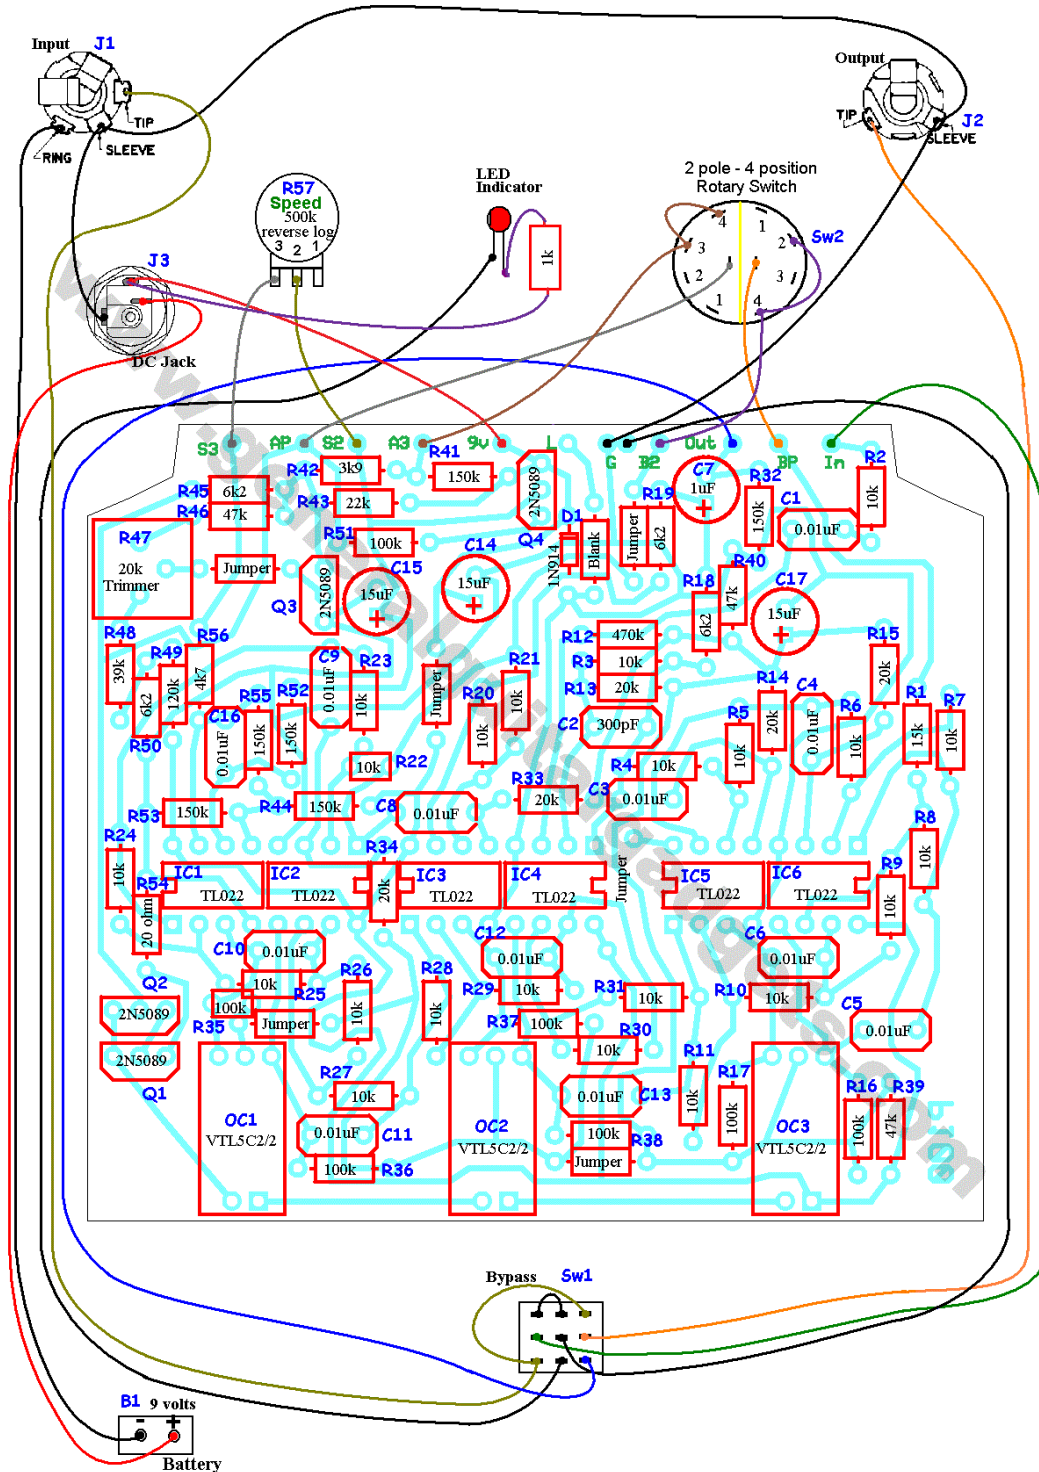 Input
J1
TIP
RING
SLEEVE
Output
TIP
J2
SLEEVE
R57
Speed
500k
reverse log
3 2 1
LED
Indicator
1k
2 pole - 4 position
Rotary Switch
4
1
3
2
2
3
1
4
Sw2
J3
DC Jack
www.generalguitargadgets.com
S3
AP
S2
A3
9v
L
G
B2
Out
BP
In
R42
3k9
R41
150k
R45
6k2
R46
47k
R43
22k
R51
100k
2N5089
Q4
D1
1N914
Blank
Jumper
R19
6k2
C7
1uF
R32
150k
C1
0.01uF
R2
10k
R47
20k
Trimmer
Jumper
Q3
2N5089
C15
15uF
C14
15uF
R18
6k2
R40
47k
C17
15uF
R48
39k
R49
120k
R56
4k7
6k2
R50
C9
0.01uF
R23
10k
Jumper
R21
10k
R20
10k
R12
470k
R3
10k
R13
20k
C2
300pF
R15
20k
R14
20k
C4
0.01uF
R5
10k
R6
10k
R1
15k
R7
10k
C16
0.01uF
R55
150k
R52
150k
R22
10k
R4
10k
R53
150k
R44
150k
C8
0.01uF
R33
20k
C3
0.01uF
R24
10k
R54
20 ohm
IC1
TL022
IC2
TL022
R34
20k
IC3
TL022
IC4
TL022
Jumper
IC5
TL022
IC6
TL022
R8
10k
R9
10k
C10
0.01uF
C12
0.01uF
C6
0.01uF
Q2
2N5089
10k
R25
100k
R35
Jumper
R26
10k
R28
10k
R29
10k
R31
10k
R10
10k
C5
0.01uF
R37
100k
R30
10k
2N5089
Q1
R27
10k
C13
0.01uF
R11
10k
R17
100k
R16
100k
R39
47k
OC1
VTL5C2/2
C11
0.01uF
R36
100k
OC2
VTL5C2/2
100k
R38
Jumper
OC3
VTL5C2/2
Bypass
Sw1
B1
9 volts
-
+
Battery